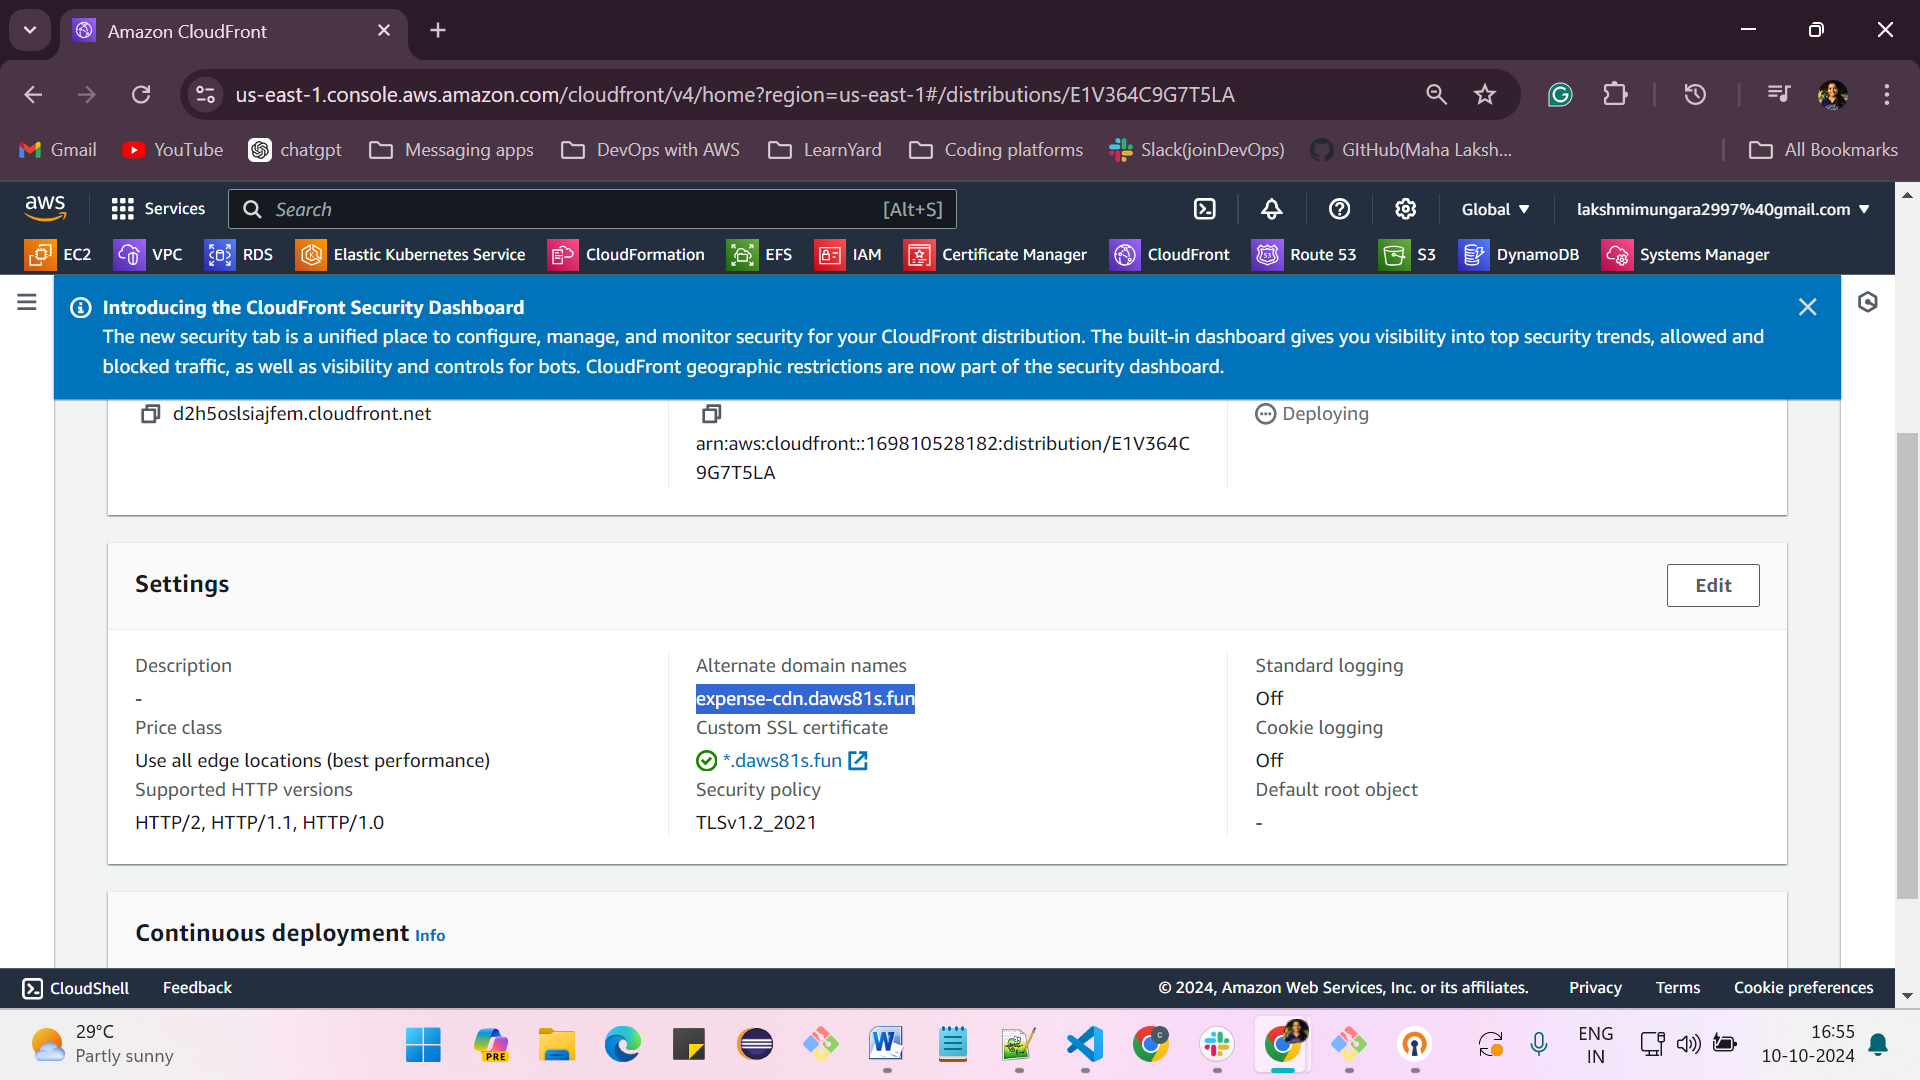 Amazon CloudFront
us-east-1.console.aws.amazon.com/cloudfront/v4/home?region=us-east-1#/distributions/E1V364C9G7T5LA
Gmail YouTube chatgpt Messaging apps DevOps with AWS LearnYard Coding platforms Slack(joinDevOps) GItHub(Maha Laksh... All Bookmarks
aws Services Search [Alt+S] Global lakshmimungara2997%40gmail.com
EC2 VPC RDS Elastic Kubernetes Service CloudFormation EFS IAM Certificate Manager CloudFront Route 53 S3 DynamoDB Systems Manager
Introducing the CloudFront Security Dashboard
The new security tab is a unified place to configure, manage, and monitor security for your CloudFront distribution. The built-in dashboard gives you visibility into top security trends, allowed and
blocked traffic, as well as visibility and controls for bots. CloudFront geographic restrictions are now part of the security dashboard.
d2h5oslsiajfem.cloudfront.net
arn:aws:cloudfront::169810528182:distribution/E1V364C
9G7T5LA
Deploying
Settings
Edit
Description
-
Price class
Use all edge locations (best performance)
Supported HTTP versions
HTTP/2, HTTP/1.1, HTTP/1.0
Alternate domain names
expense-cdn.daws81s.fun
Custom SSL certificate
*.daws81s.fun
Security policy
TLSv1.2_2021
Standard logging
Off
Cookie logging
Off
Default root object
-
Continuous deployment Info
CloudShell Feedback © 2024, Amazon Web Services, Inc. or its affiliates. Privacy Terms Cookie preferences
29°C
Partly sunny
PRE
ENG
IN
16:55
10-10-2024